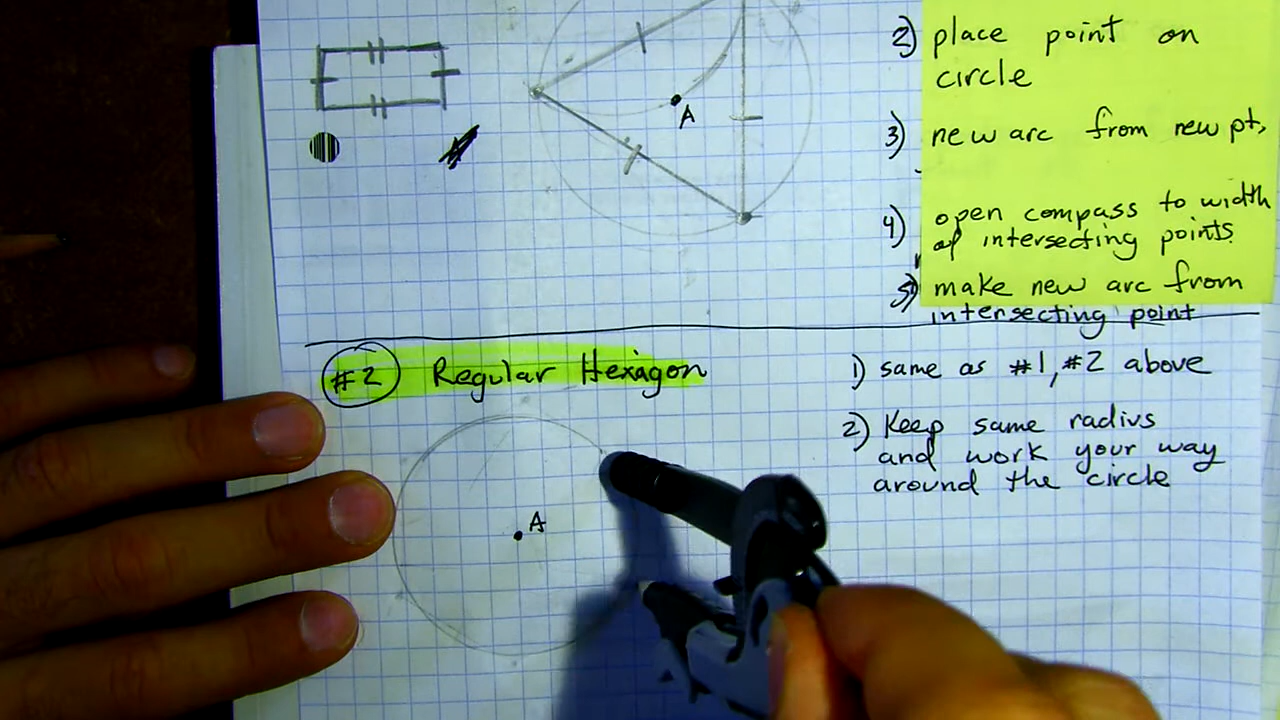 A
2) place point on
circle
3) new arc from new pt.
4) open compass to width
of intersecting points.
5) make new arc from
intersecting point
#2 Regular Hexagon
1) same as #1, #2 above
2) Keep same radius
and work your way
around the circle
A